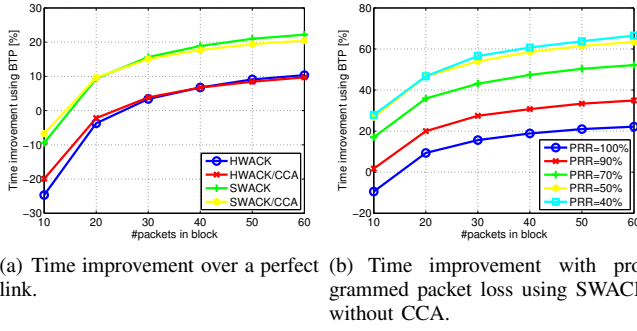 Time improvement using BTP [%]
30
20
10
0
−10
−20
−30
10
20
30
40
50
60
#packets in block
HWACK
HWACK/CCA
SWACK
SWACK/CCA
Time imrovement using BTP [%]
80
60
40
20
0
−20
10
20
30
40
50
60
#packets in block
PRR=100%
PRR=90%
PRR=70%
PRR=50%
PRR=40%
(a) Time improvement over a perfect
link.
(b) Time improvement with pro
grammed packet loss using SWACK
without CCA.